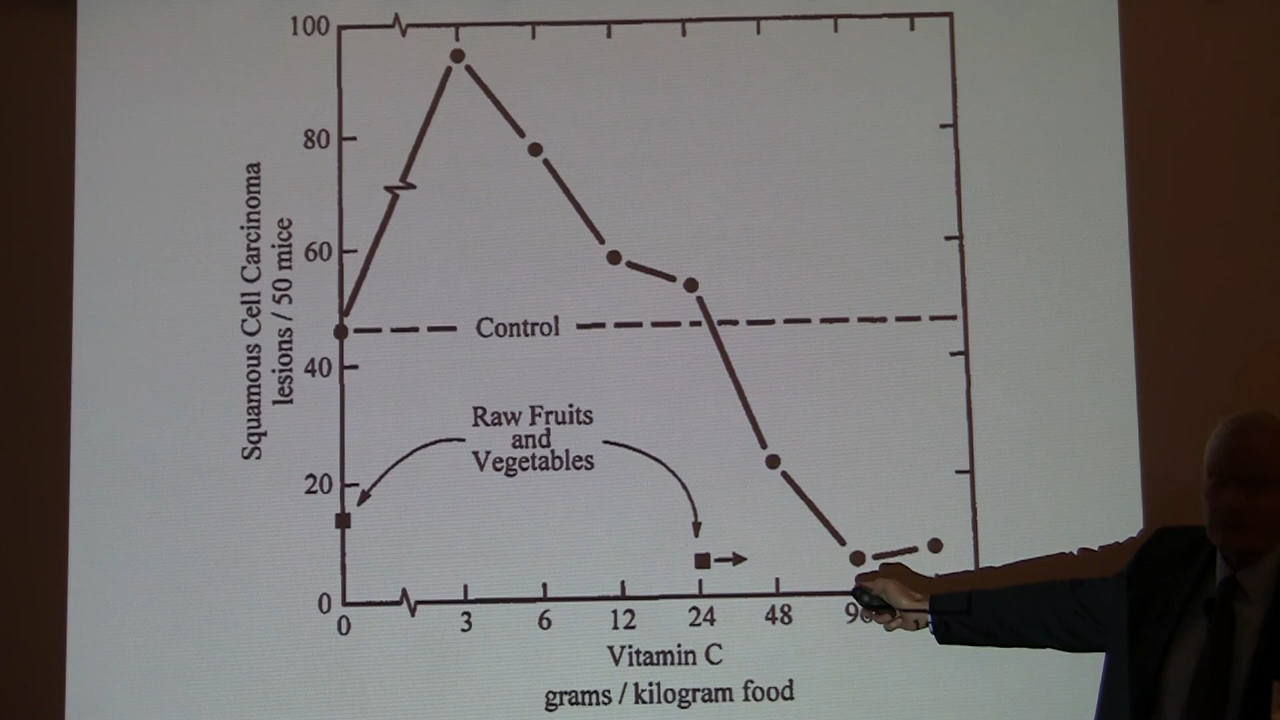 100
80
60
40
20
0
Squamous Cell Carcinoma
lesions / 50 mice
Control
Raw Fruits
and
Vegetables
0 3 6 12 24 48
Vitamin C
grams / kilogram food